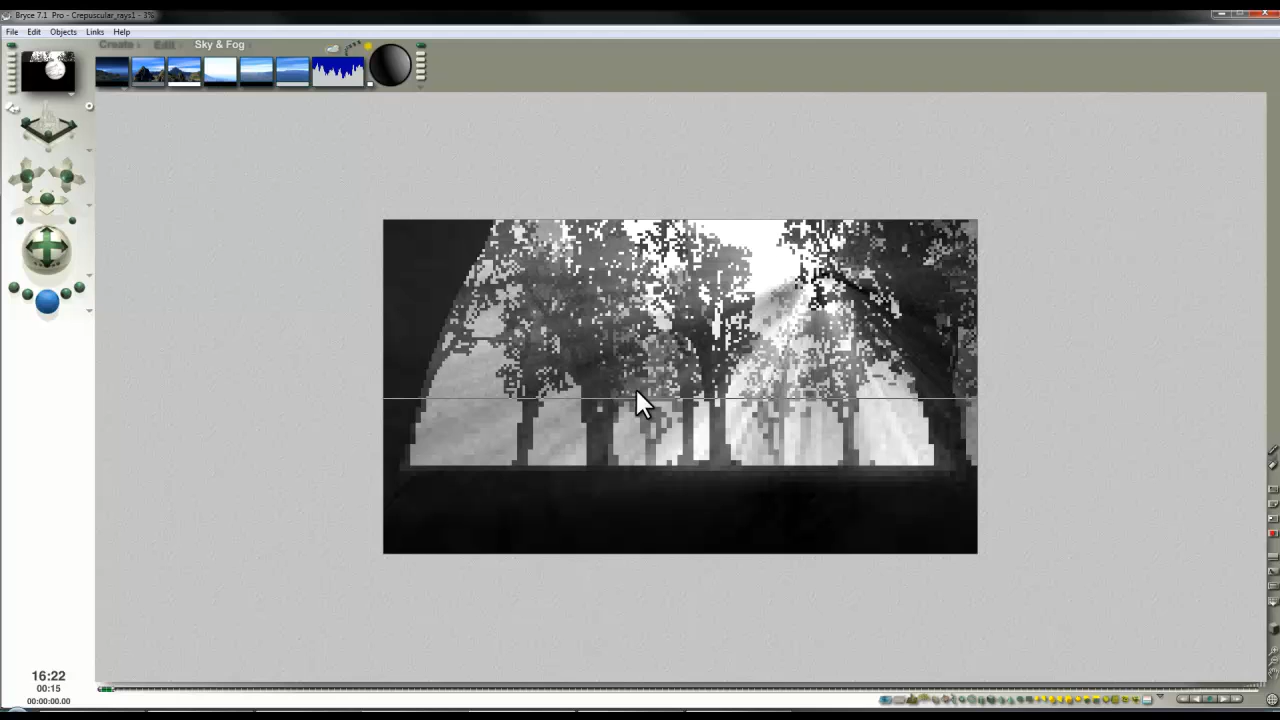 Bryce 7.1 Pro - Crepuscular_rays1 - 3%
File Edit Objects Links Help
Create Edit Sky & Fog
16:22
00:15
00:00:00.00